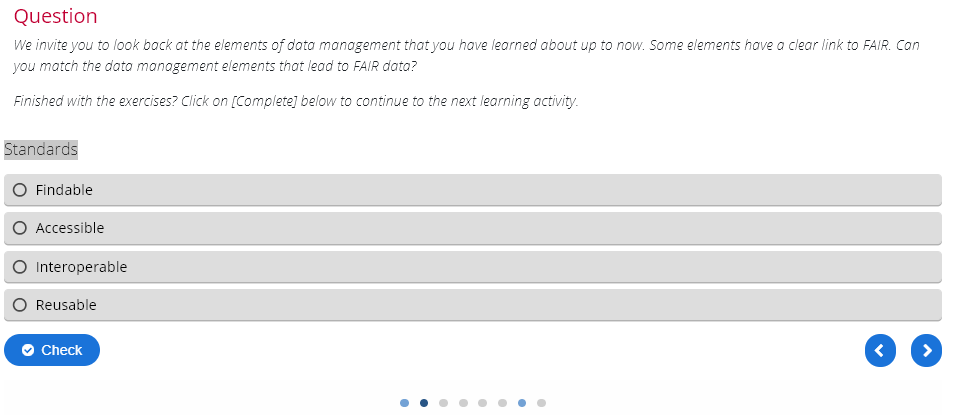 Question
We invite you to look back at the elements of data management that you have learned about up to now. Some elements have a clear link to FAIR. Can
you match the data management elements that lead to FAIR data?
Finished with the exercises? Click on [Complete] below to continue to the next learning activity.
Standards
Findable
Accessible
Interoperable
Reusable
Check